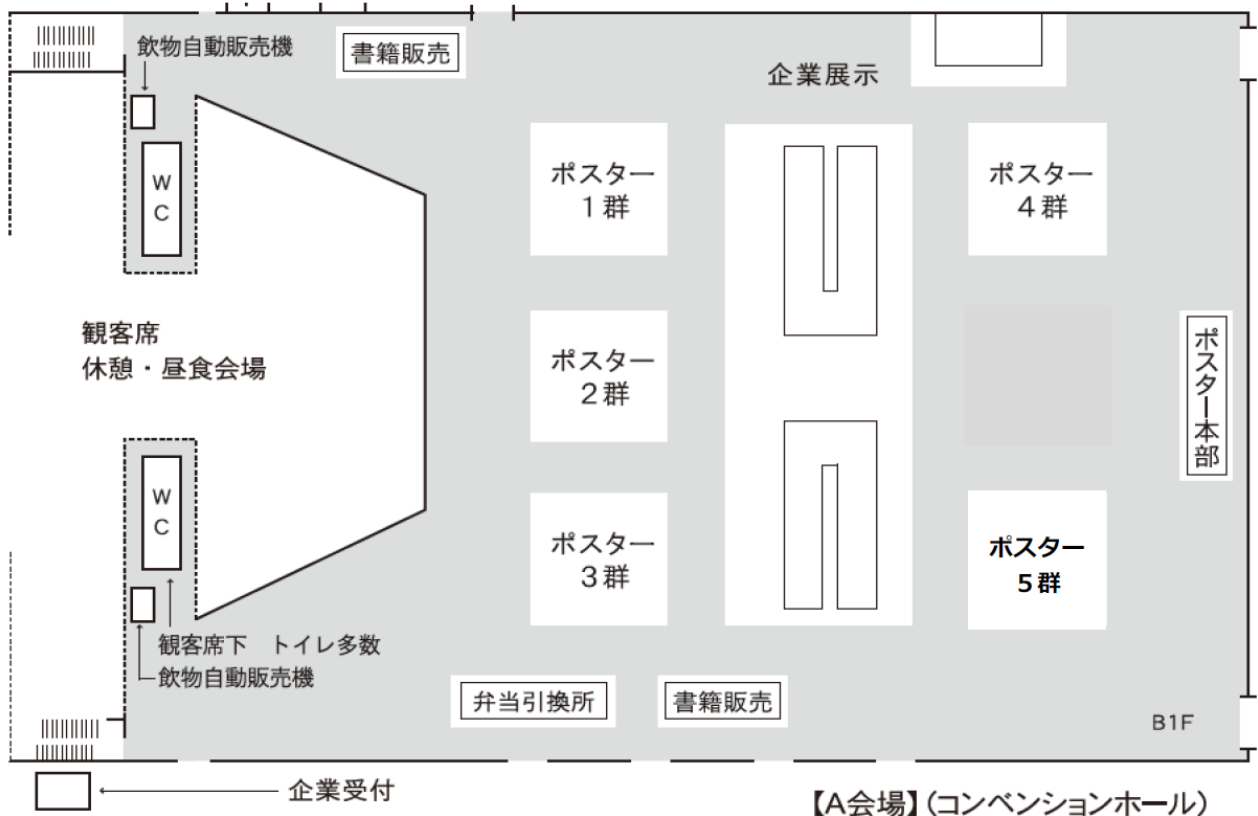 飲物自動販売機
書籍販売
企業展示
WC
ポスター
1群
ポスター
4群
観客席
休憩・昼食会場
ポスター
2群
ポスター本部
WC
ポスター
3群
ポスター
5群
観客席下　トイレ多数
飲物自動販売機
弁当引換所
書籍販売
B1F
企業受付
【A会場】(コンベンションホール)